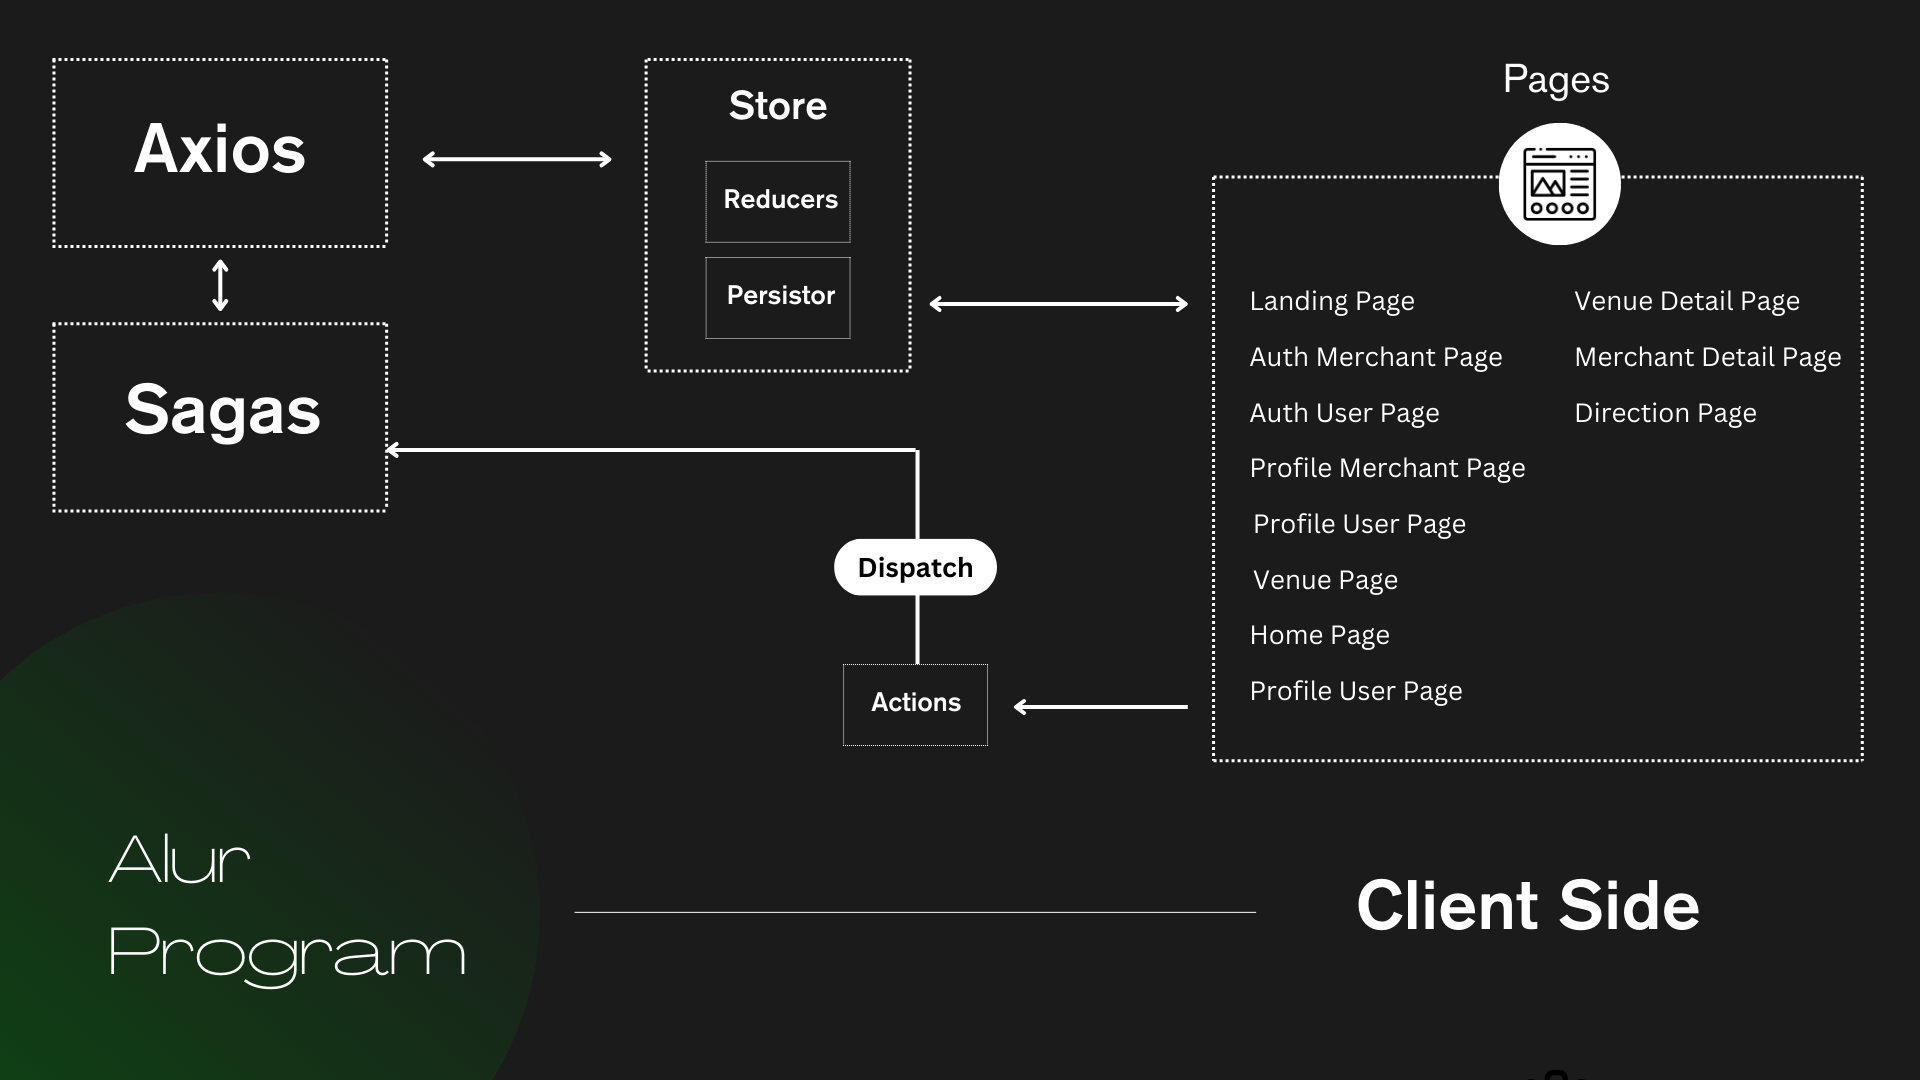 Axios
Sagas
Store
Reducers
Persistor
Dispatch
Actions
Pages
Landing Page
Auth Merchant Page
Auth User Page
Profile Merchant Page
Profile User Page
Venue Page
Home Page
Profile User Page
Venue Detail Page
Merchant Detail Page
Direction Page
Alur
Program
Client Side